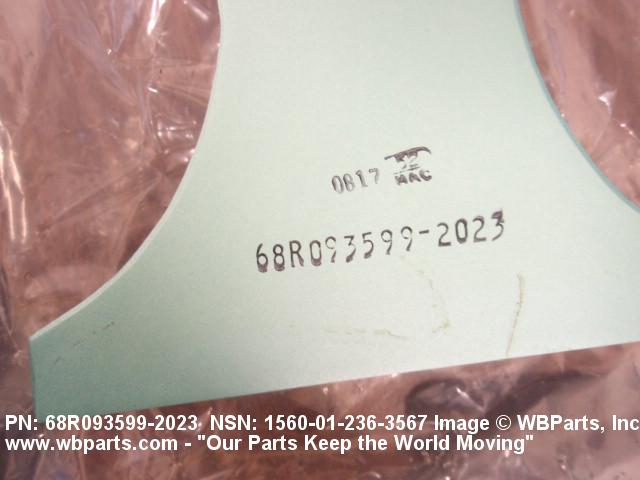 0817 32
MAC
68R093599-2023
PN: 68R093599-2023 NSN: 1560-01-236-3567 Image © WBParts, Inc
www.wbparts.com - "Our Parts Keep the World Moving"